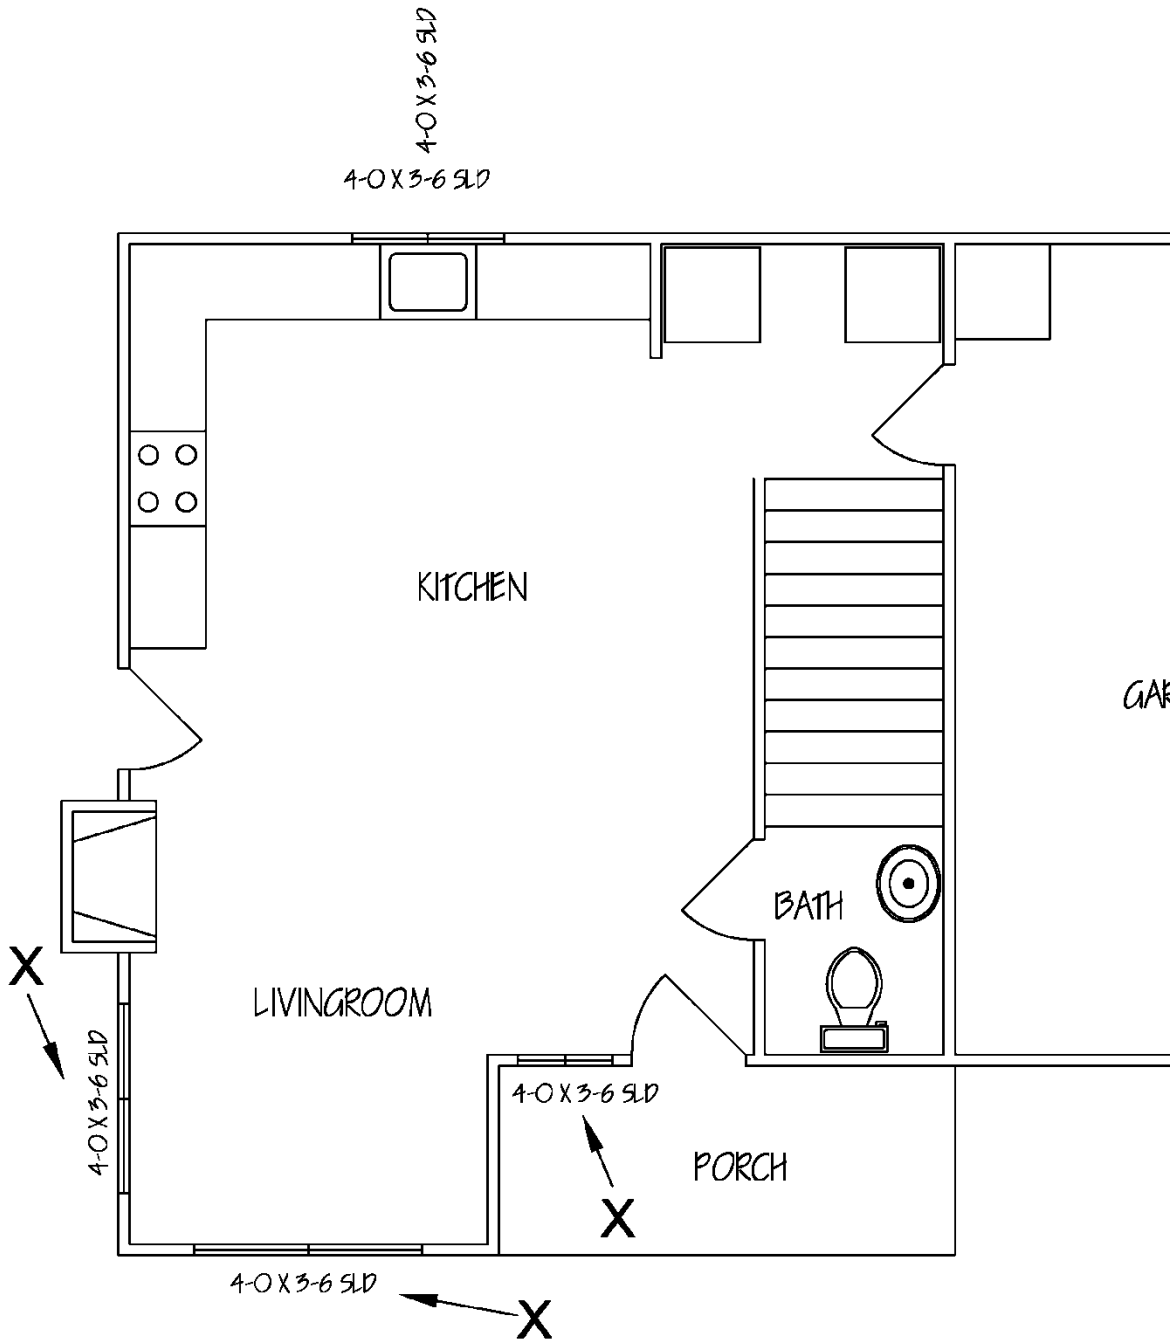 4-0 X 3-6 SLD
4-0 X 3-6 SLD
KITCHEN
GAR
BATH
X
LIVINGROOM
4-0 X 3-6 SLD
4-0 X 3-6 SLD
PORCH
X
4-0 X 3-6 SLD
X